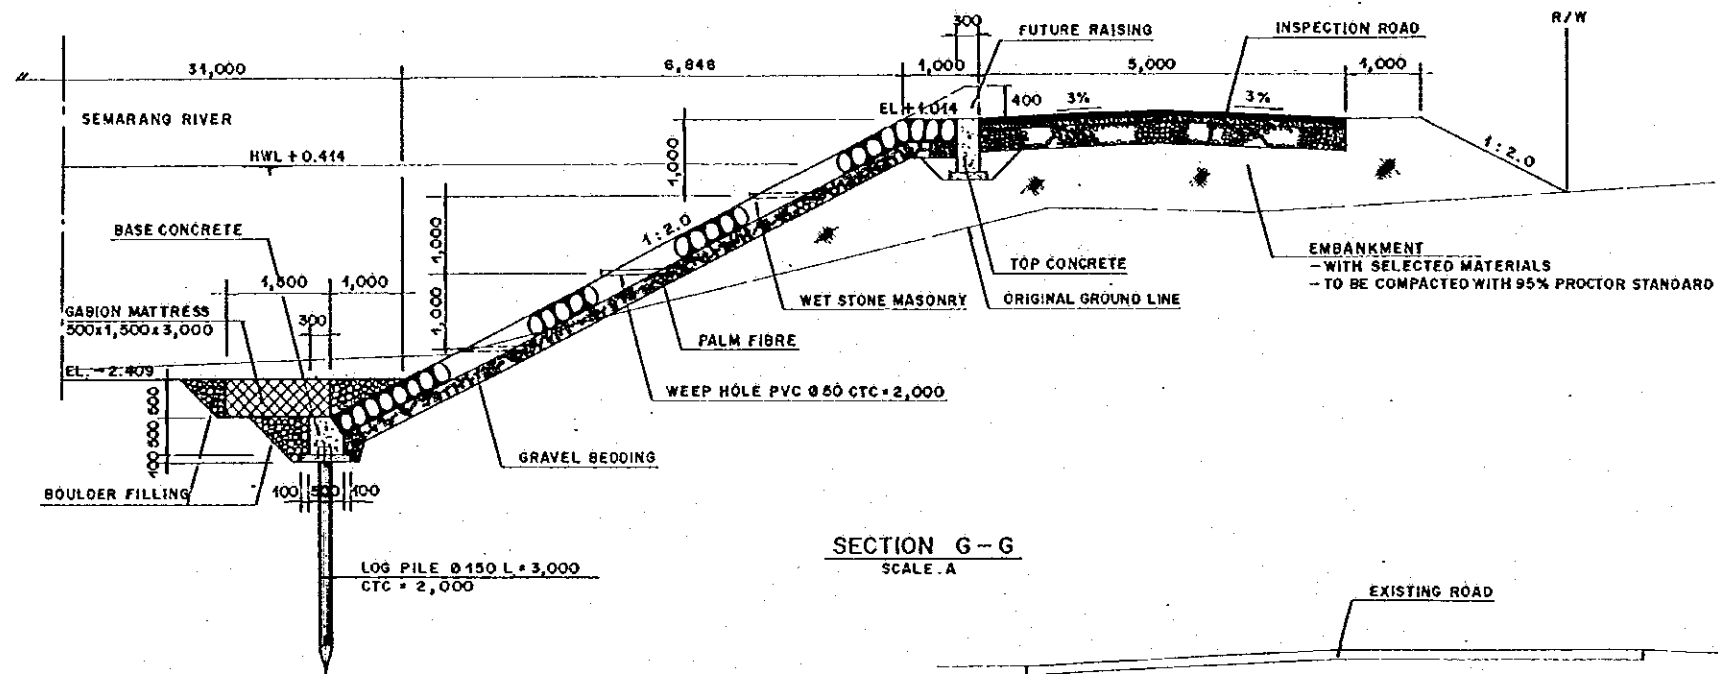 300
FUTURE RAISING
INSPECTION ROAD
R/W
31,000
6,846
1,000
5,000
1,000
SEMARANG RIVER
EL +1.014
400
3%
3%
HWL +0.414
1,000
1:2.0
BASE CONCRETE
1:2.0
1,000
EMBANKMENT
- WITH SELECTED MATERIALS
- TO BE COMPACTED WITH 95% PROCTOR STANDARD
TOP CONCRETE
1,500
1,000
WET STONE MASONRY
ORIGINAL GROUND LINE
GABION MATTRESS
500x1,500x3,000
300
1,000
PALM FIBRE
EL. -2.409
WEEP HOLE PVC Ø50 CTC=2,000
500
500
100
GRAVEL BEDDING
BOULDER FILLING
100
500
100
SECTION G-G
SCALE.A
LOG PILE Ø150 L=3,000
CTC = 2,000
EXISTING ROAD